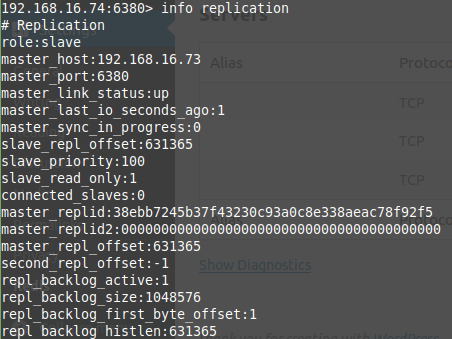 192.168.16.74:6380> info replication
# Replication
role:slave
master_host:192.168.16.73
master_port:6380
master_link_status:up
master_last_io_seconds_ago:1
master_sync_in_progress:0
slave_repl_offset:631365
slave_priority:100
slave_read_only:1
connected_slaves:0
master_replid:38ebb7245b37f43230c93a0c8e338aeac78f92f5
master_replid2:0000000000000000000000000000000000000000
master_repl_offset:631365
second_repl_offset:-1
repl_backlog_active:1
repl_backlog_size:1048576
repl_backlog_first_byte_offset:1
repl_backlog_histlen:631365
Servers
Alias Protoco
TCP
TCP
TCP
Alias Protoco
Show Diagnostics